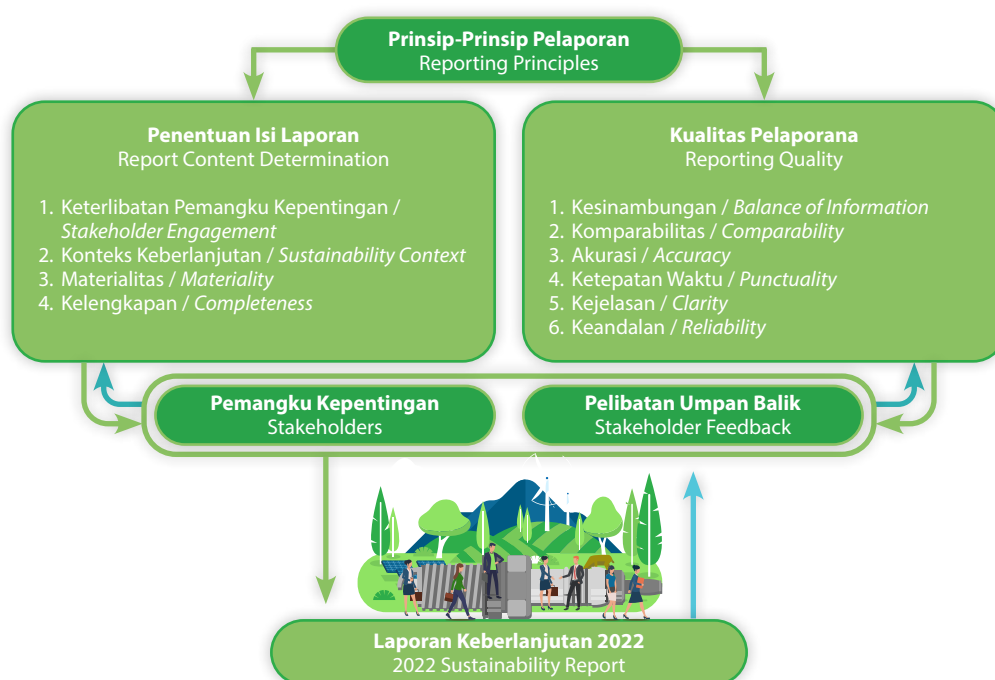 Prinsip-Prinsip Pelaporan
Reporting Principles
Penentuan Isi Laporan
Report Content Determination
1. Keterlibatan Pemangku Kepentingan /
Stakeholder Engagement
2. Konteks Keberlanjutan / Sustainability Context
3. Materialitas / Materiality
4. Kelengkapan / Completeness
Kualitas Pelaporana
Reporting Quality
1. Kesinambungan / Balance of Information
2. Komparabilitas / Comparability
3. Akurasi / Accuracy
4. Ketepatan Waktu / Punctuality
5. Kejelasan / Clarity
6. Keandalan / Reliability
Pemangku Kepentingan
Stakeholders
Pelibatan Umpan Balik
Stakeholder Feedback
Laporan Keberlanjutan 2022
2022 Sustainability Report